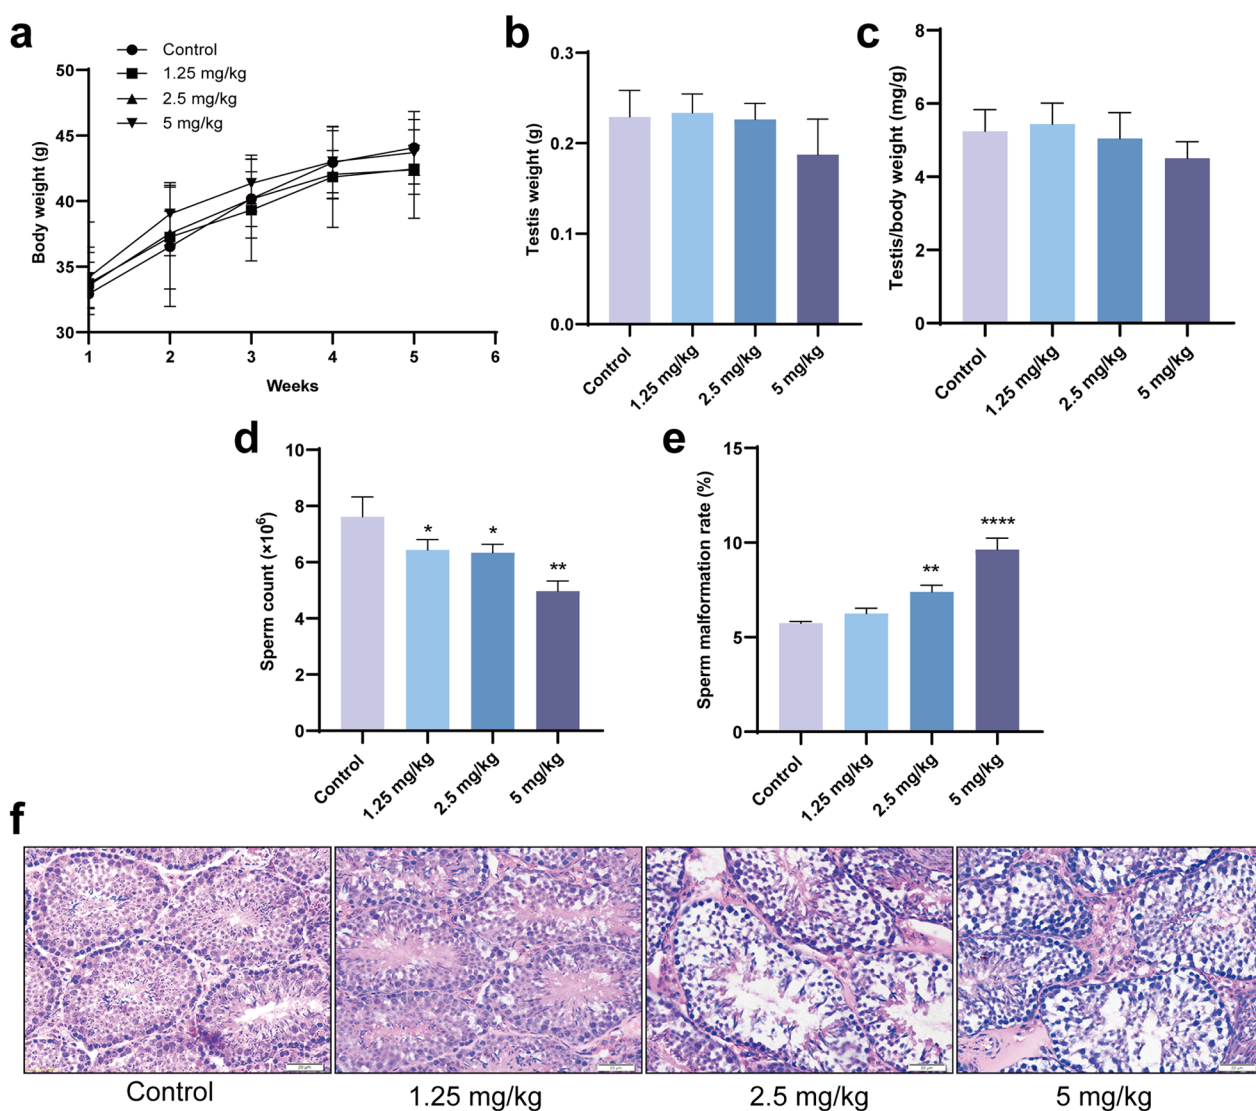 a
Control
1.25 mg/kg
2.5 mg/kg
5 mg/kg
Body weight (g)
50
45
40
35
30
1 2 3 4 5 6
Weeks
b
Testis weight (g)
0.3
0.2
0.1
0.0
Control 1.25 mg/kg 2.5 mg/kg 5 mg/kg
c
Testis/body weight (mg/g)
8
6
4
2
0
Control 1.25 mg/kg 2.5 mg/kg 5 mg/kg
d
Sperm count (×10⁶)
10
8
6
4
2
0
* * **
Control 1.25 mg/kg 2.5 mg/kg 5 mg/kg
e
Sperm malformation rate (%)
15
10
5
0
** ****
Control 1.25 mg/kg 2.5 mg/kg 5 mg/kg
f
Control 1.25 mg/kg 2.5 mg/kg 5 mg/kg